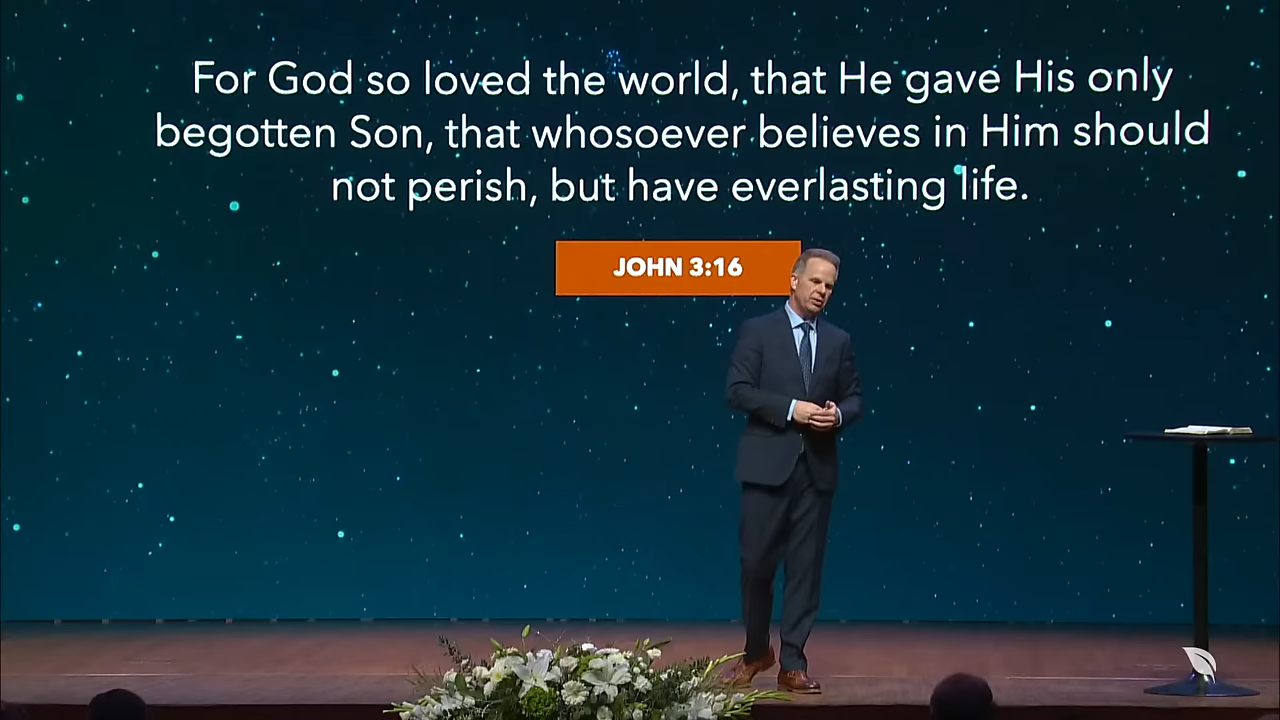 For God so loved the world, that He gave His only
begotten Son, that whosoever believes in Him should
not perish, but have everlasting life.
JOHN 3:16